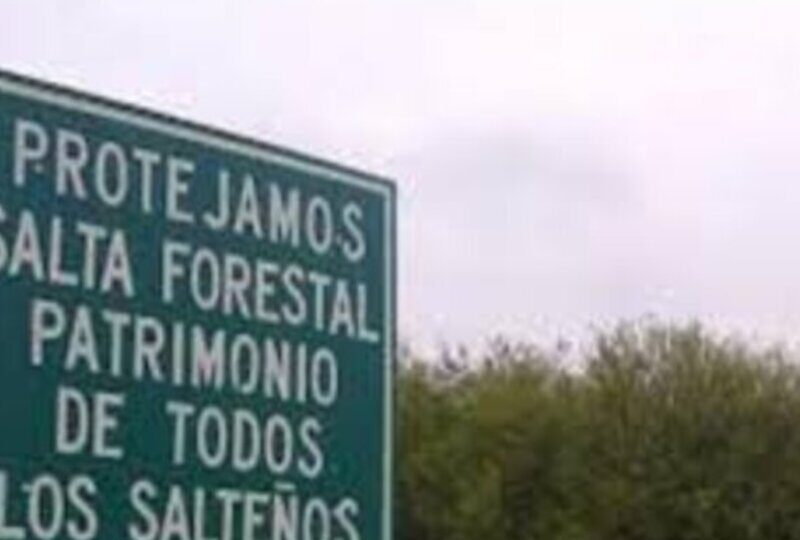 PROTEJAMOS
SALTA FORESTAL
PATRIMONIO
DE TODOS
LOS SALTEÑOS